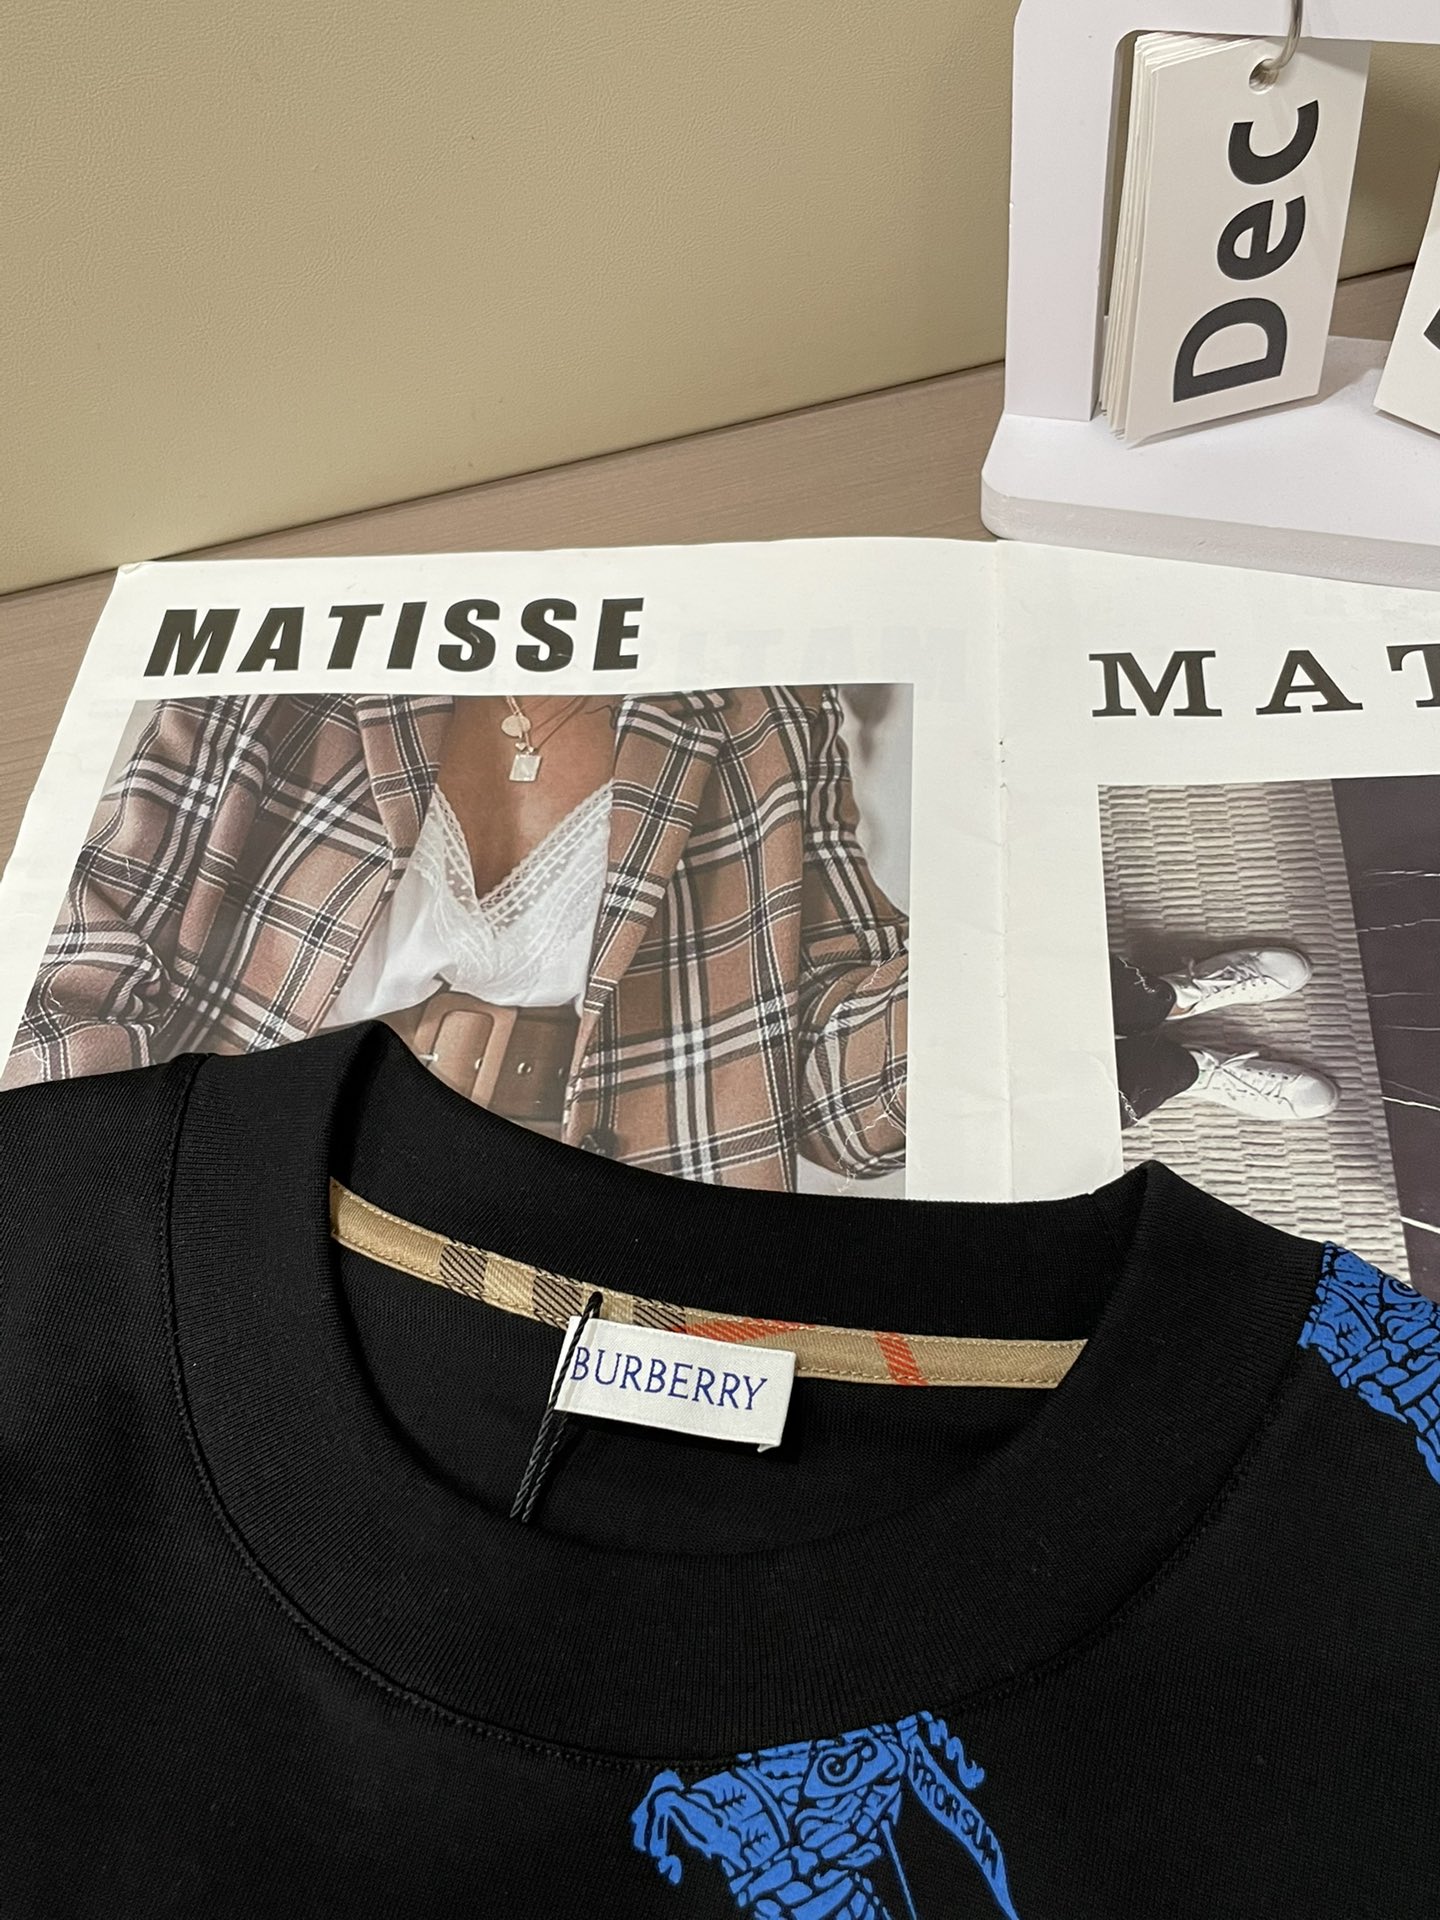 Dec
MATISSE
MAT
BURBERRY
PRORSUM